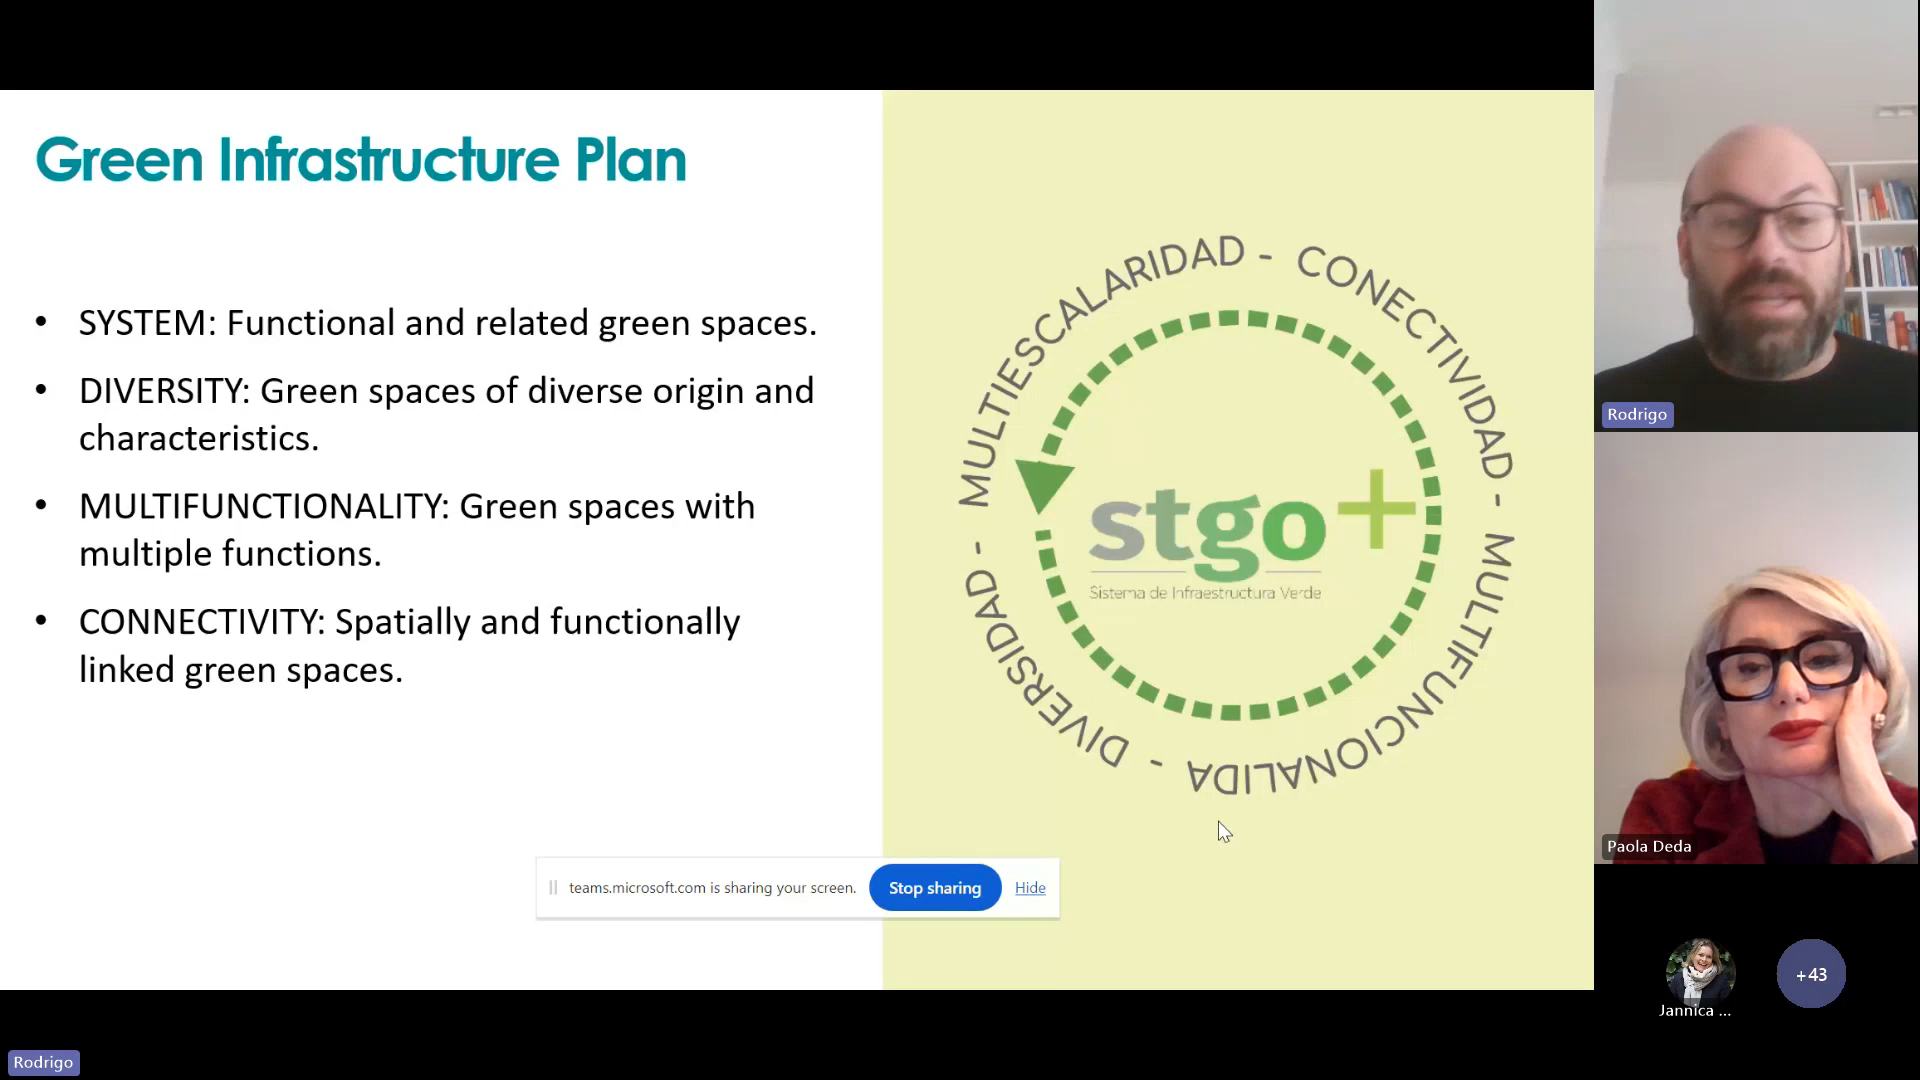 Green Infrastructure Plan
• SYSTEM: Functional and related green spaces.
• DIVERSITY: Green spaces of diverse origin and
characteristics.
• MULTIFUNCTIONALITY: Green spaces with
multiple functions.
• CONNECTIVITY: Spatially and functionally
linked green spaces.
MULTIESCALARIDAD - CONECTIVIDAD - MULTIFUNCIONALIDA - DIVERSIDAD -
stgo+
Sistema de Infraestructura Verde
teams.microsoft.com is sharing your screen.
Stop sharing
Hide
Rodrigo
Paola Deda
Jannica ...
+43
Rodrigo